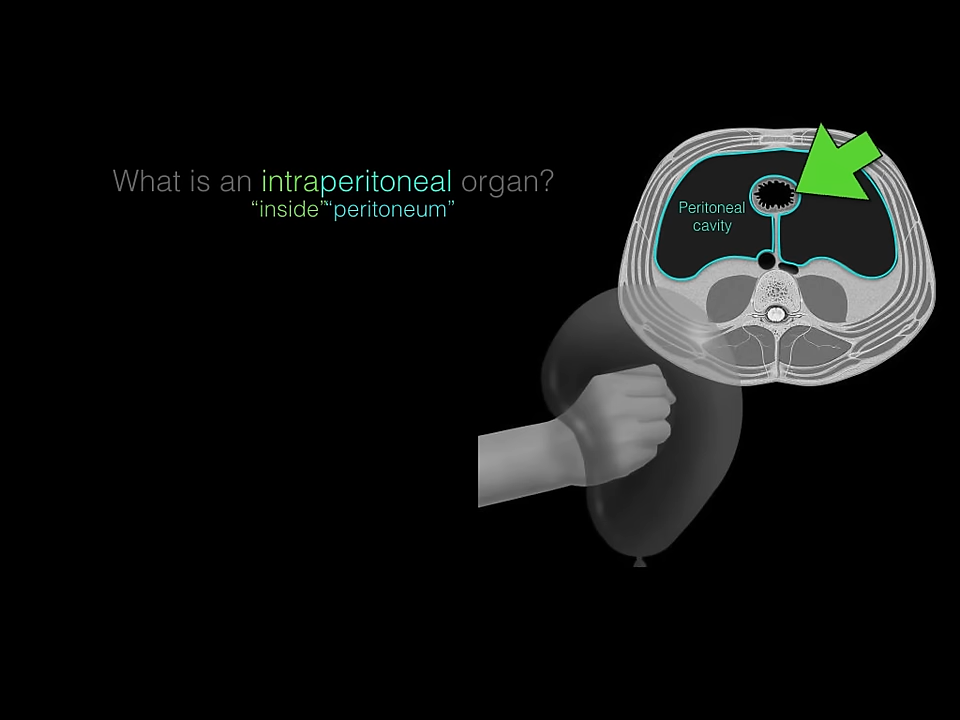 What is an intraperitoneal organ?
“inside”“peritoneum”
Peritoneal
cavity